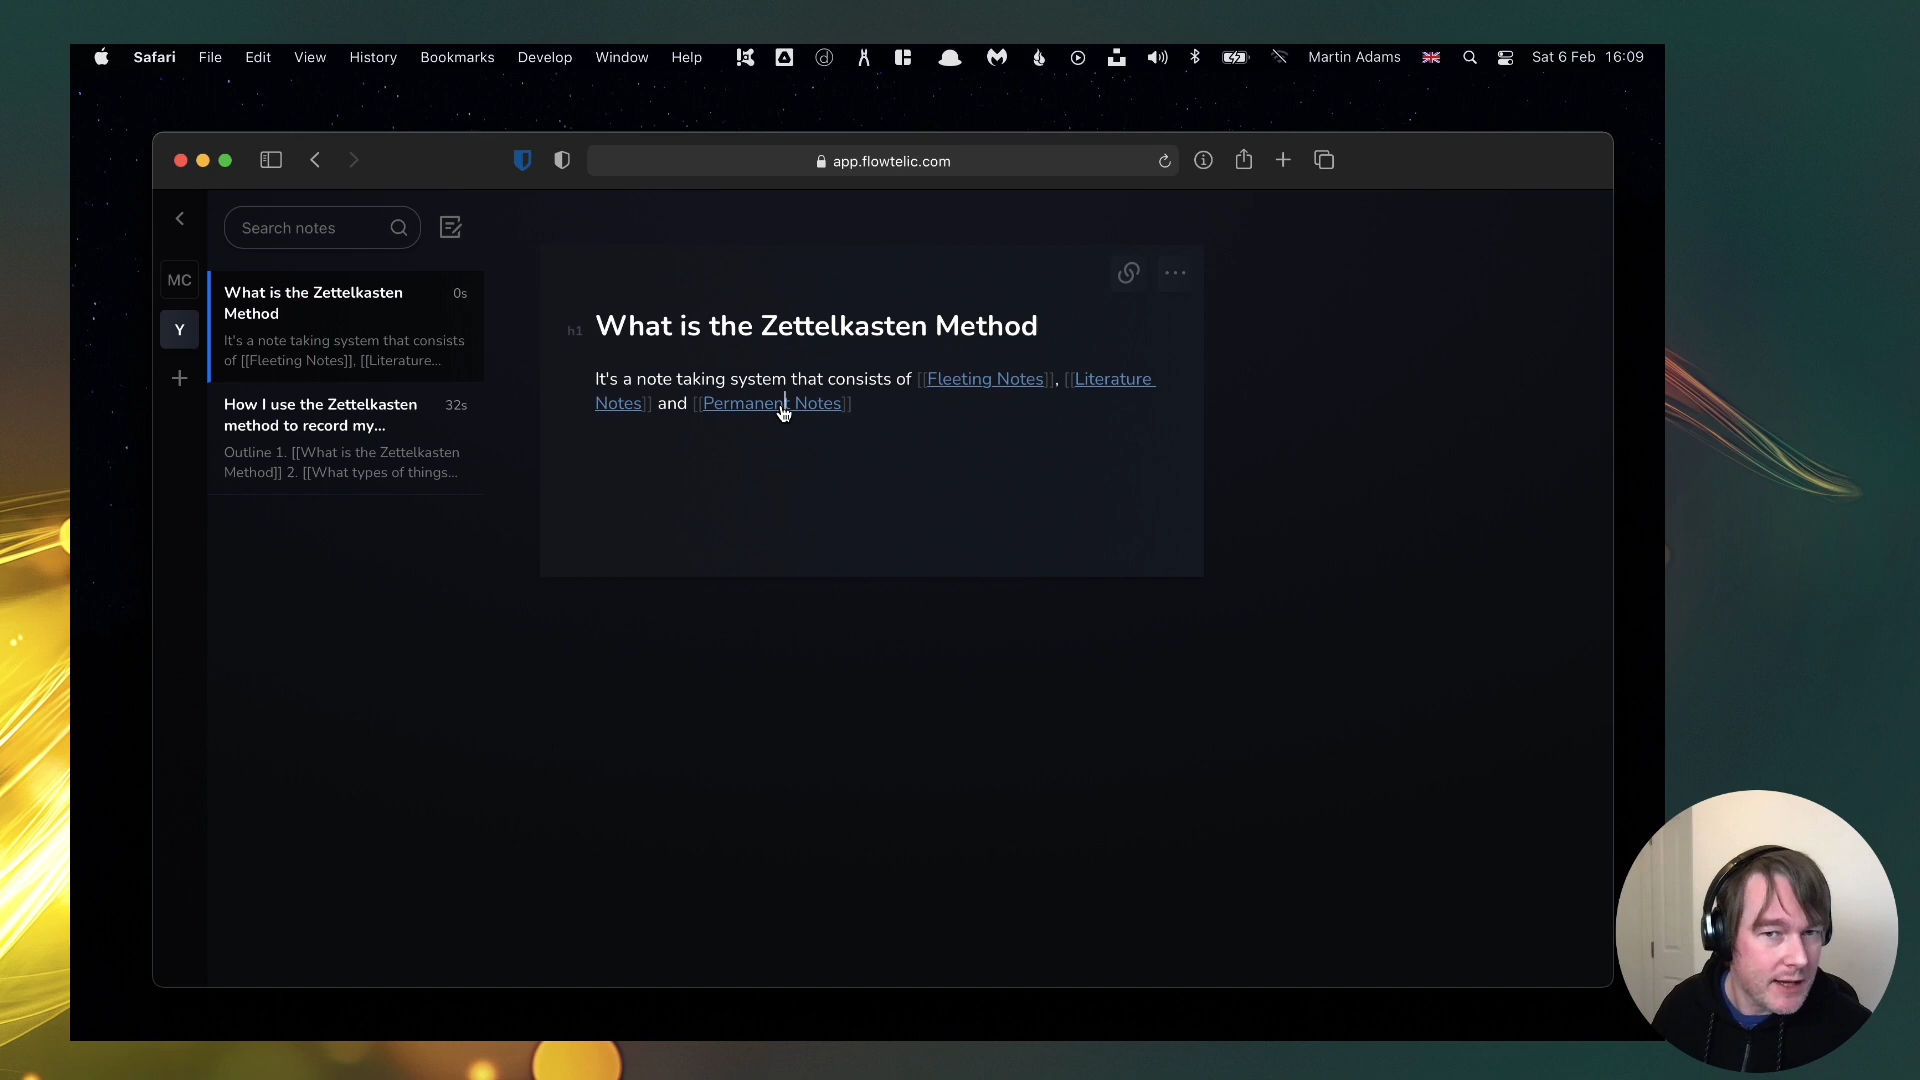 Safari File Edit View History Bookmarks Develop Window Help Martin Adams Sat 6 Feb 16:09
app.flowtelic.com
Search notes
MC
Y
What is the Zettelkasten 0s
Method
It's a note taking system that consists
of [[Fleeting Notes]], [[Literature...
How I use the Zettelkasten 32s
method to record my...
Outline 1. [[What is the Zettelkasten
Method]] 2. [[What types of things...
h1 What is the Zettelkasten Method
It's a note taking system that consists of [[Fleeting Notes]], [[Literature
Notes]] and [[Permanent Notes]]